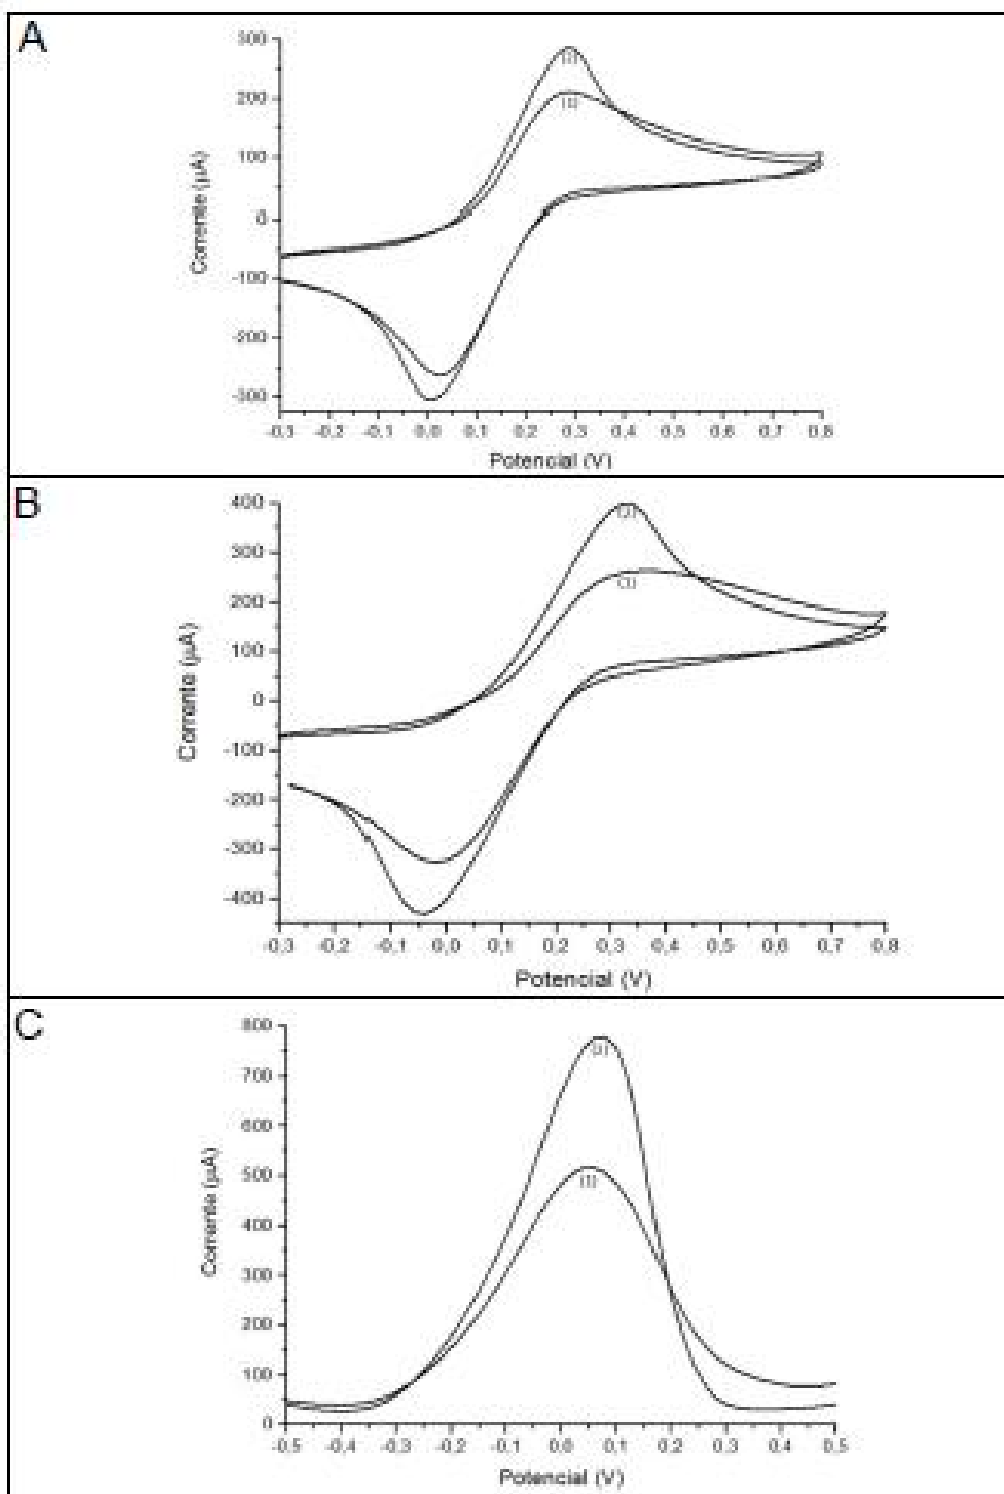 A
300
200
100
0
-100
-200
-300
Corrente (µA)
(2)
(1)
-0,3 -0,2 -0,1 0,0 0,1 0,2 0,3 0,4 0,5 0,6 0,7 0,8
Potencial (V)
B
400
300
200
100
0
-100
-200
-300
-400
Corrente (µA)
(2)
(1)
-0,3 -0,2 -0,1 0,0 0,1 0,2 0,3 0,4 0,5 0,6 0,7 0,8
Potencial (V)
C
800
700
600
500
400
300
200
100
0
Corrente (µA)
(2)
(1)
-0,5 -0,4 -0,3 -0,2 -0,1 0,0 0,1 0,2 0,3 0,4 0,5
Potencial (V)